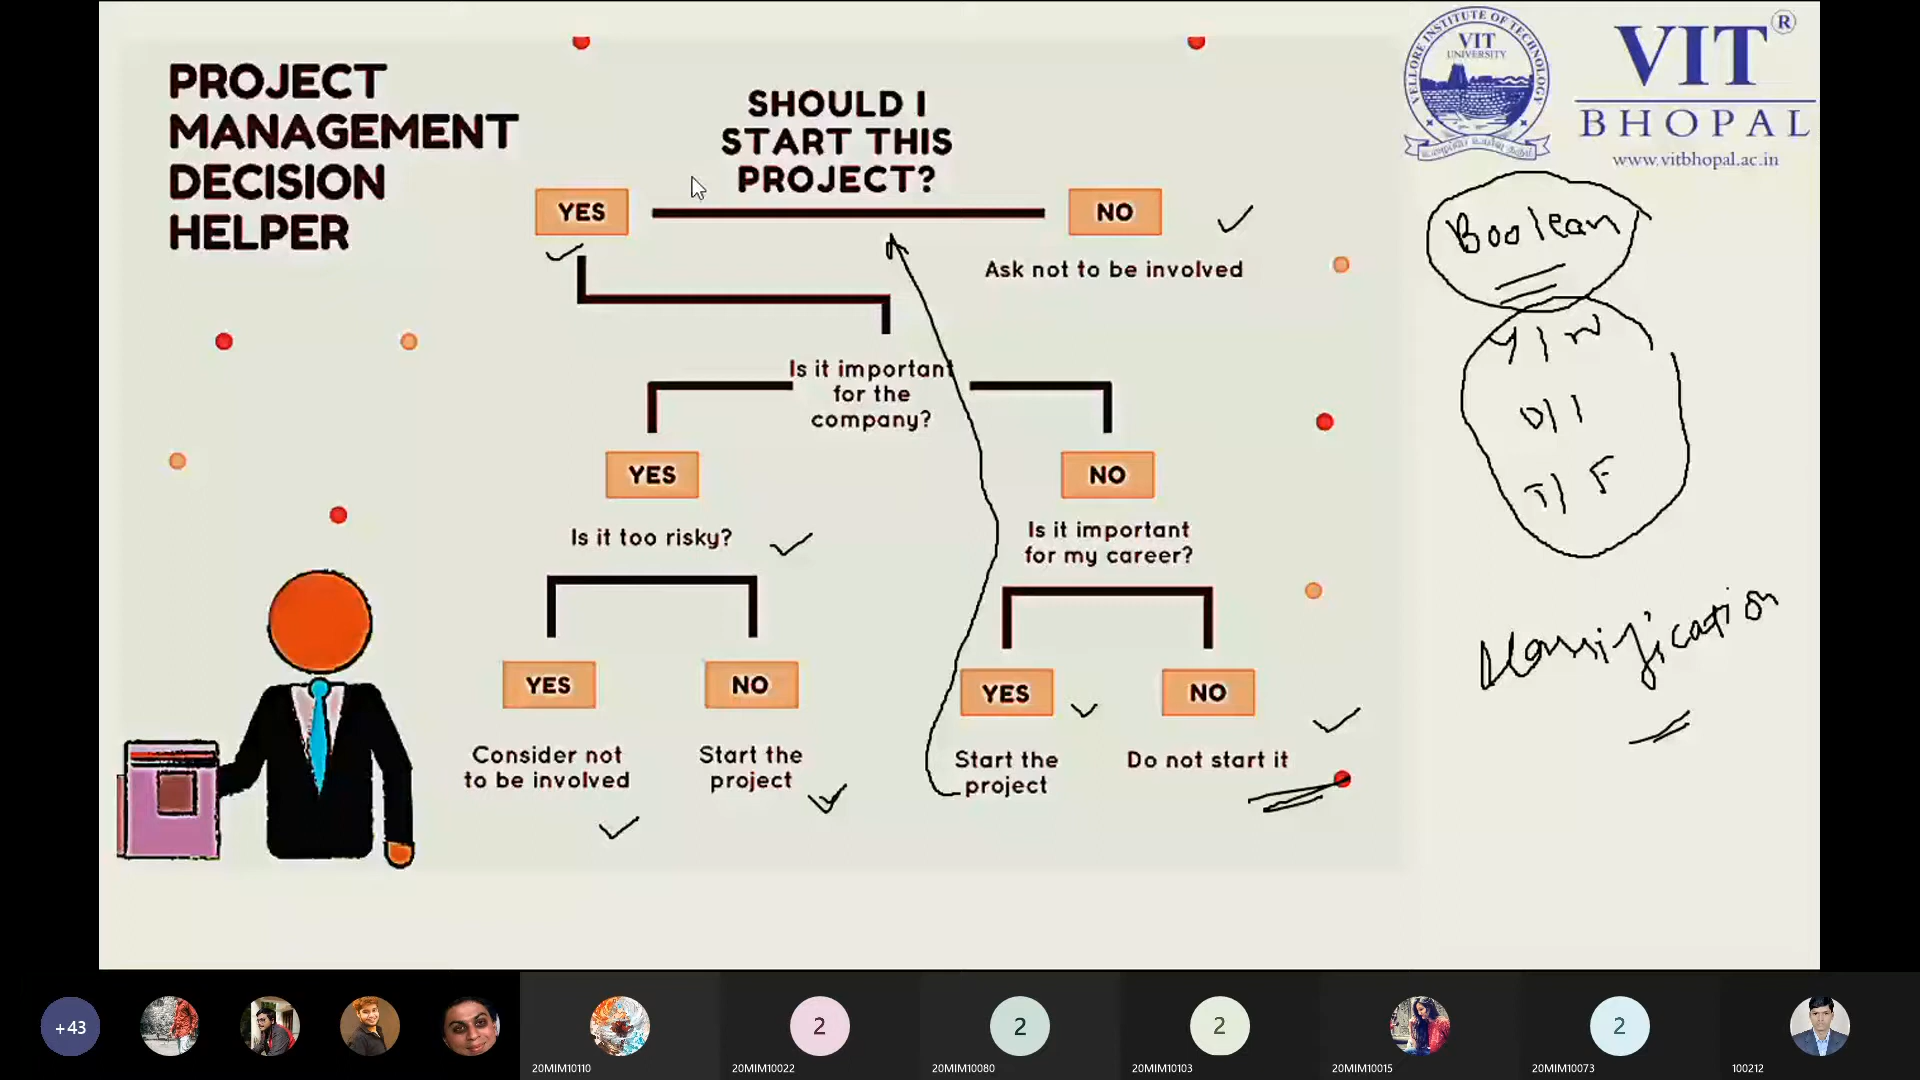 PROJECT
MANAGEMENT
DECISION
HELPER
SHOULD I
START THIS
PROJECT?
YES
NO
Ask not to be involved
Is it important
for the
company?
YES
NO
Is it too risky?
Is it important
for my career?
YES
NO
YES
NO
Consider not
to be involved
Start the
project
Start the
project
Do not start it
VELLORE INSTITUTE OF TECHNOLOGY
VIT
UNIVERSITY
VIT®
BHOPAL
www.vitbhopal.ac.in
Boolean
Y/N
0/1
T/F
Classification
+43
2
2
2
2
20MIM10110
20MIM10022
20MIM10080
20MIM10103
20MIM10015
20MIM10073
100212